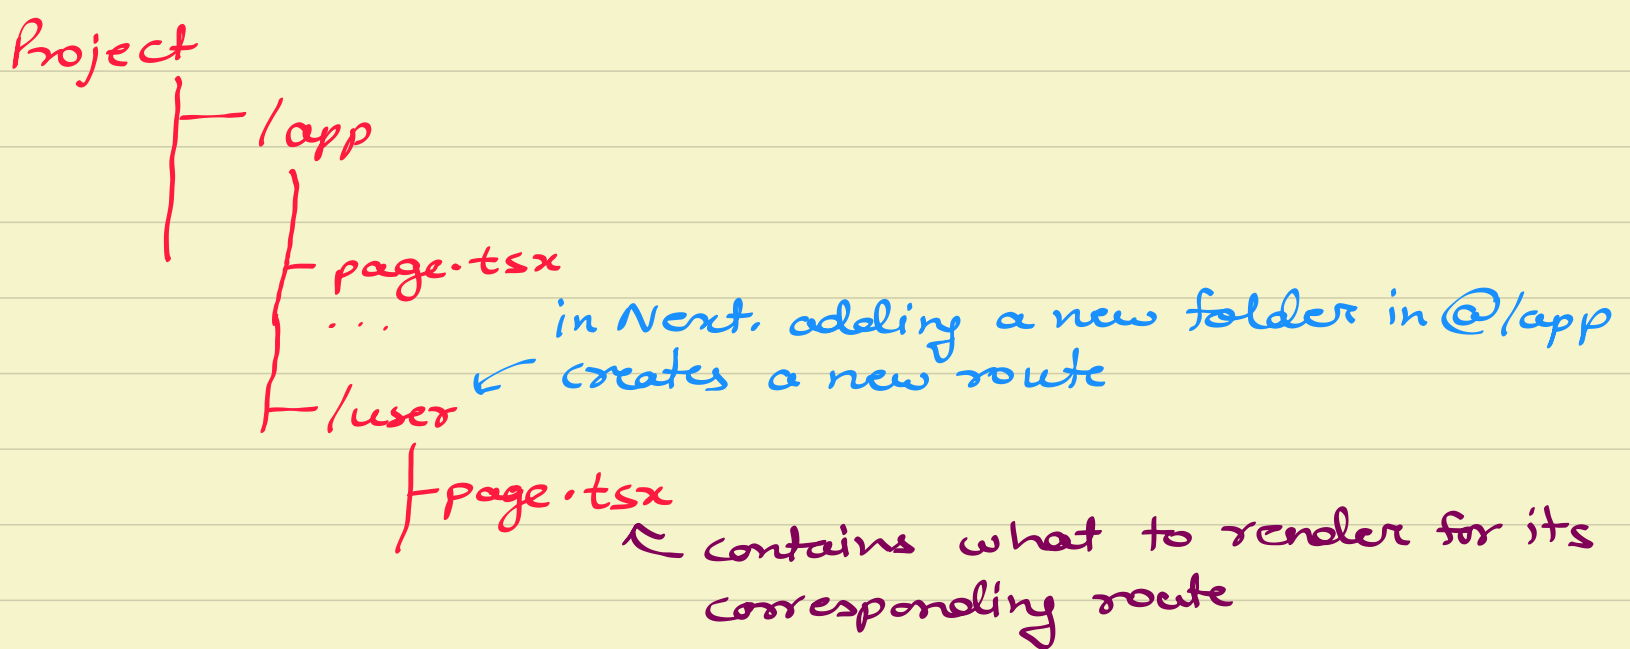 Project
/app
page.tsx
...
in Next. adding a new folder in @/app
creates a new route
/user
page.tsx
contains what to render for its
corresponding route